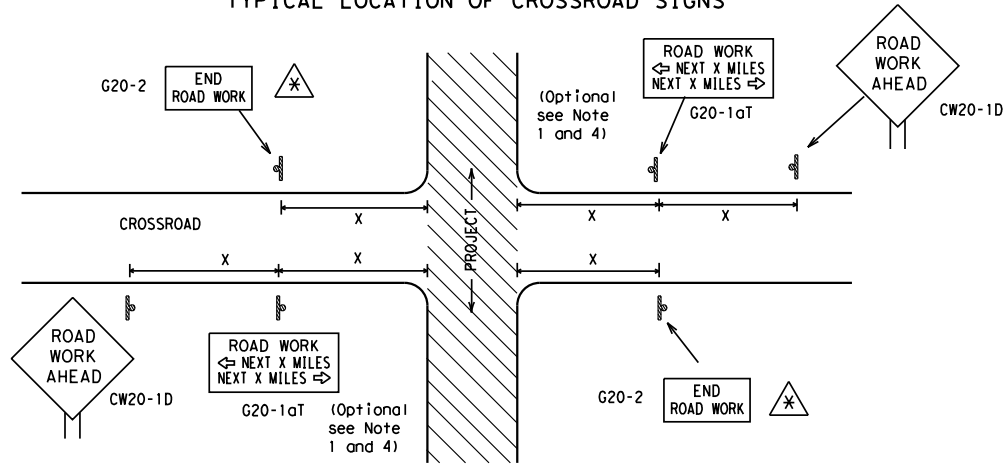 TYPICAL LOCATION OF CROSSROAD SIGNS
G20-2
END
ROAD WORK
*
ROAD WORK
⇦ NEXT X MILES
NEXT X MILES ⇨
G20-1aT
(Optional
see Note
1 and 4)
ROAD
WORK
AHEAD
CW20-1D
CROSSROAD
X
X
X
PROJECT
X
X
X
ROAD
WORK
AHEAD
CW20-1D
ROAD WORK
⇦ NEXT X MILES
NEXT X MILES ⇨
G20-1aT
(Optional
see Note
1 and 4)
G20-2
END
ROAD WORK
*